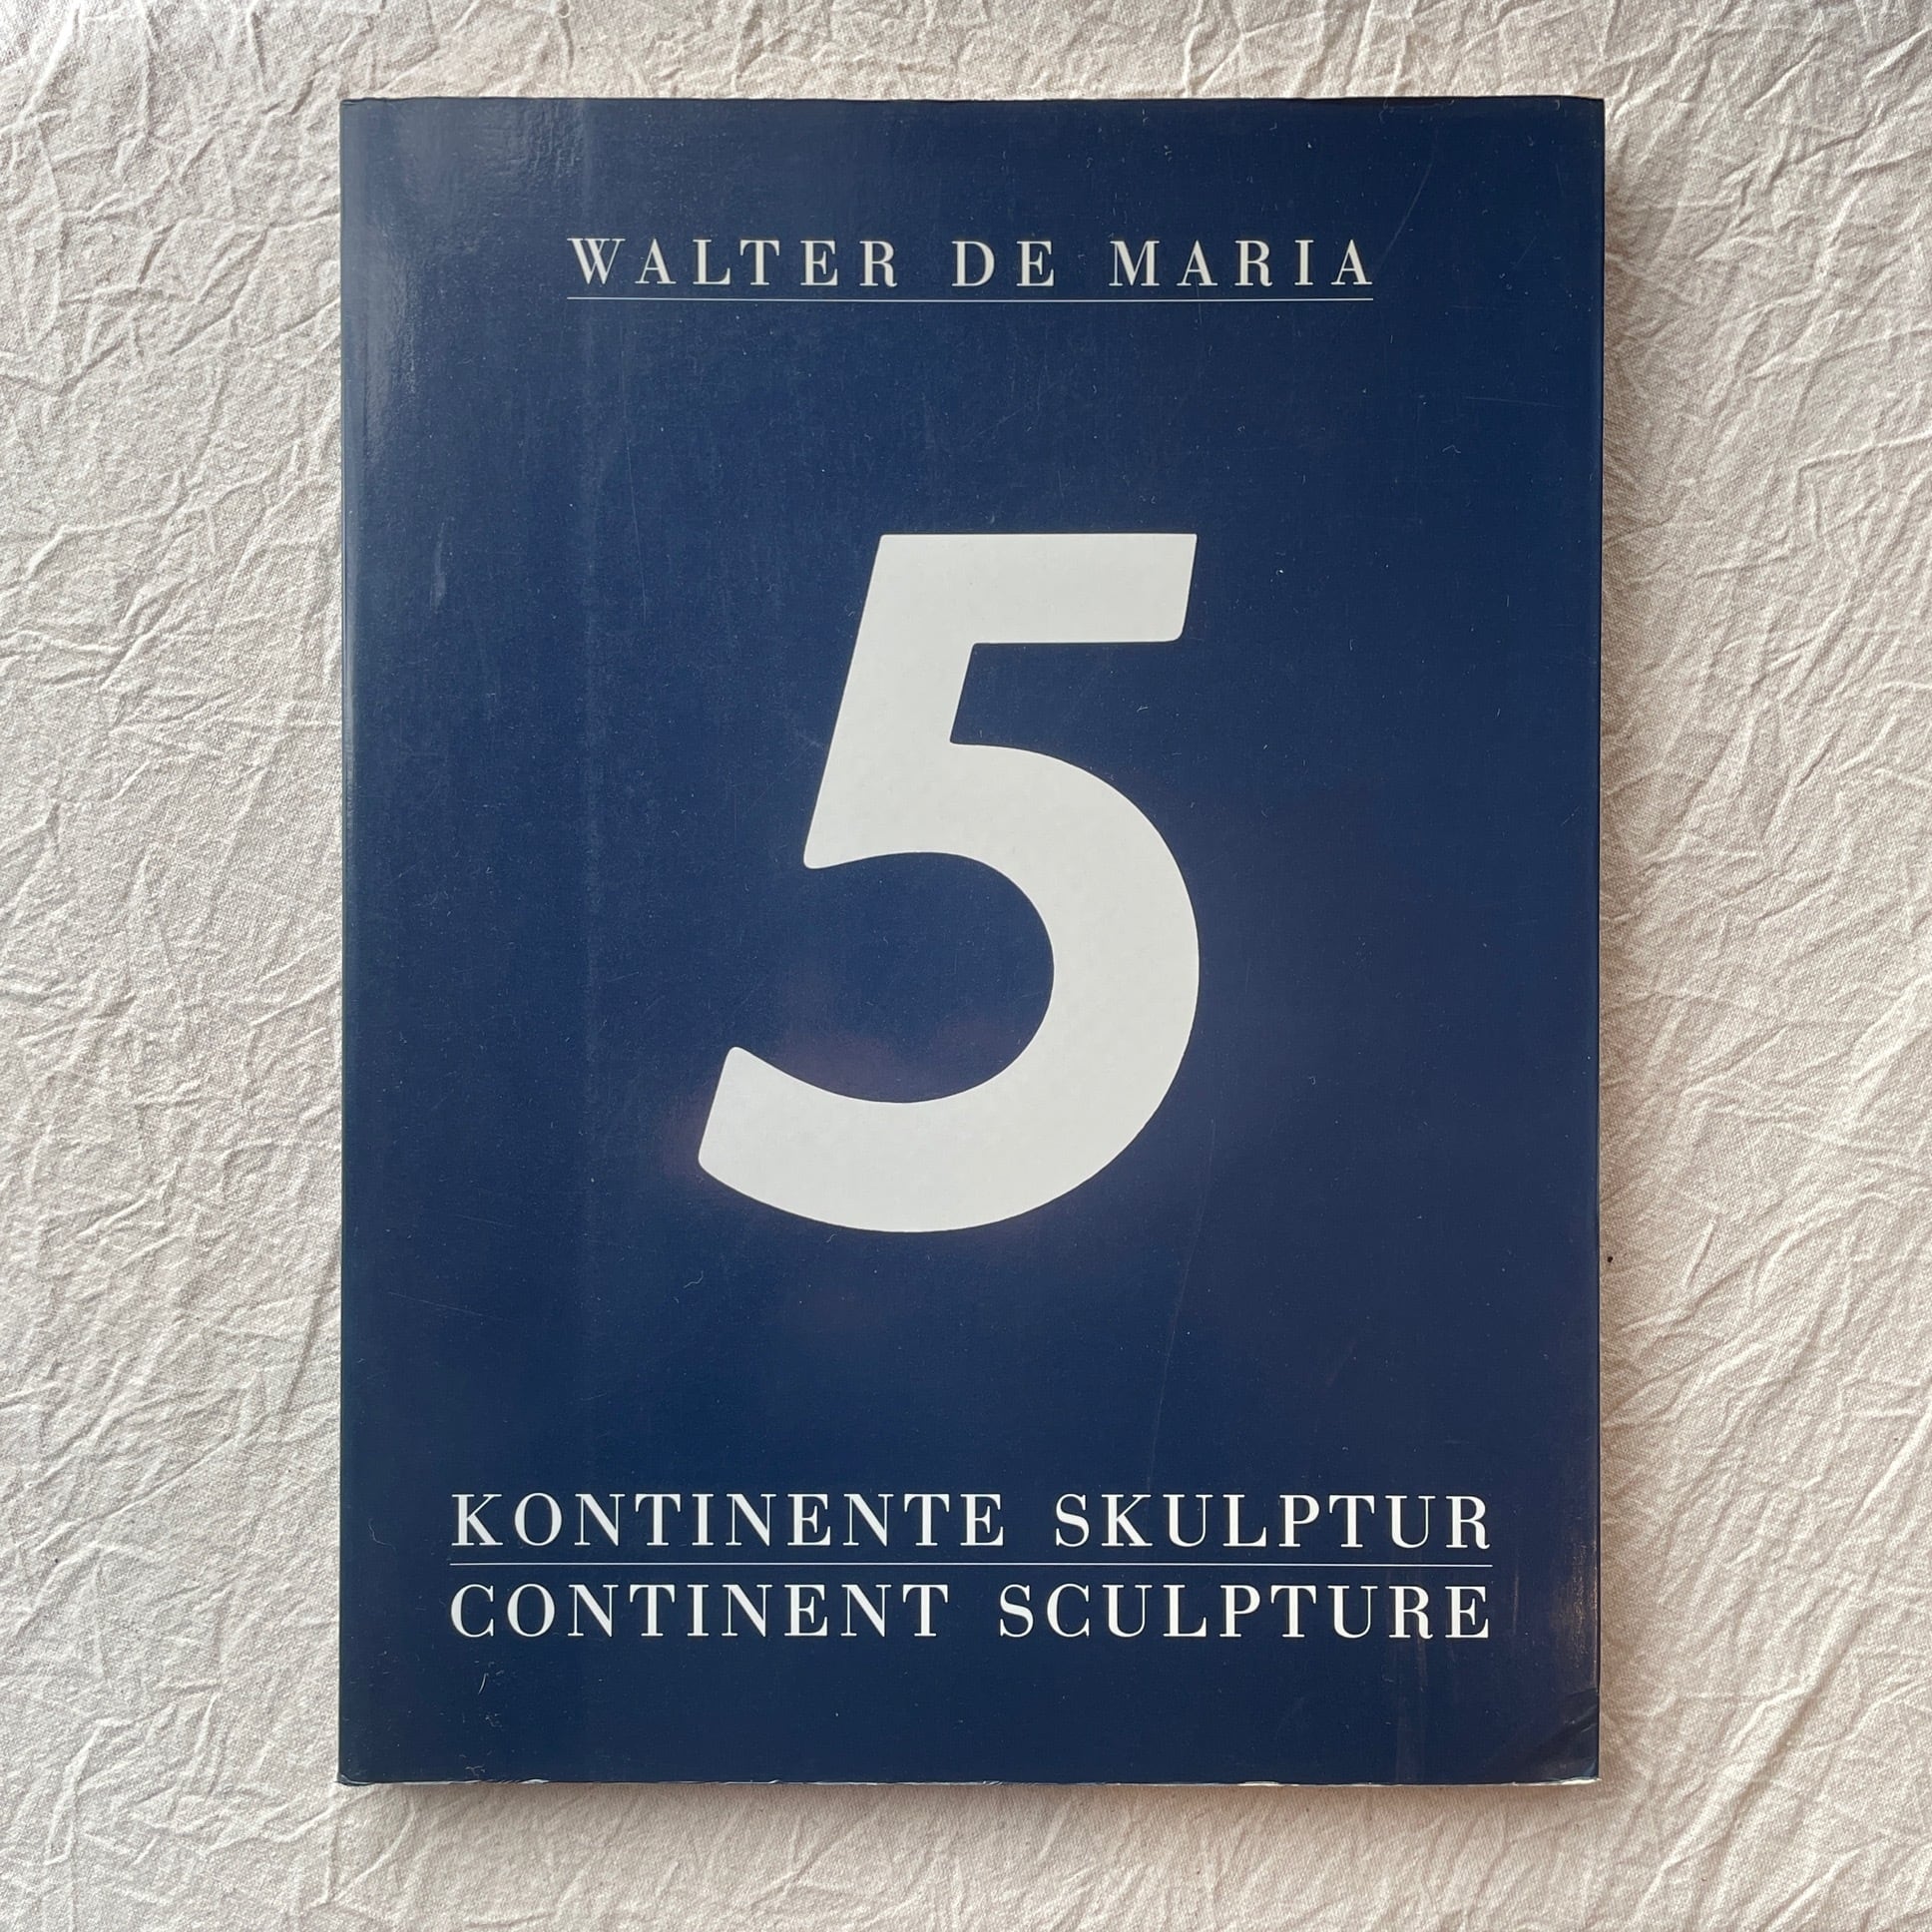 WALTER DE MARIA
5
KONTINENTE SKULPTUR
CONTINENT SCULPTURE